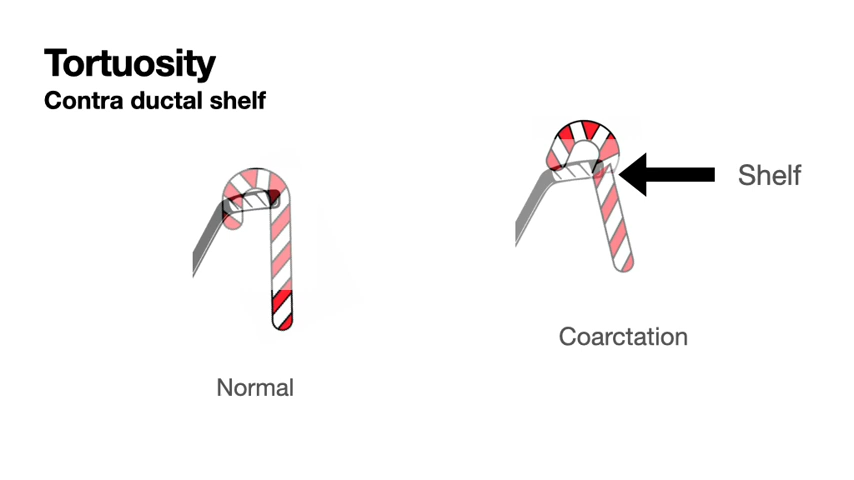 Tortuosity
Contra ductal shelf
Shelf
Coarctation
Normal